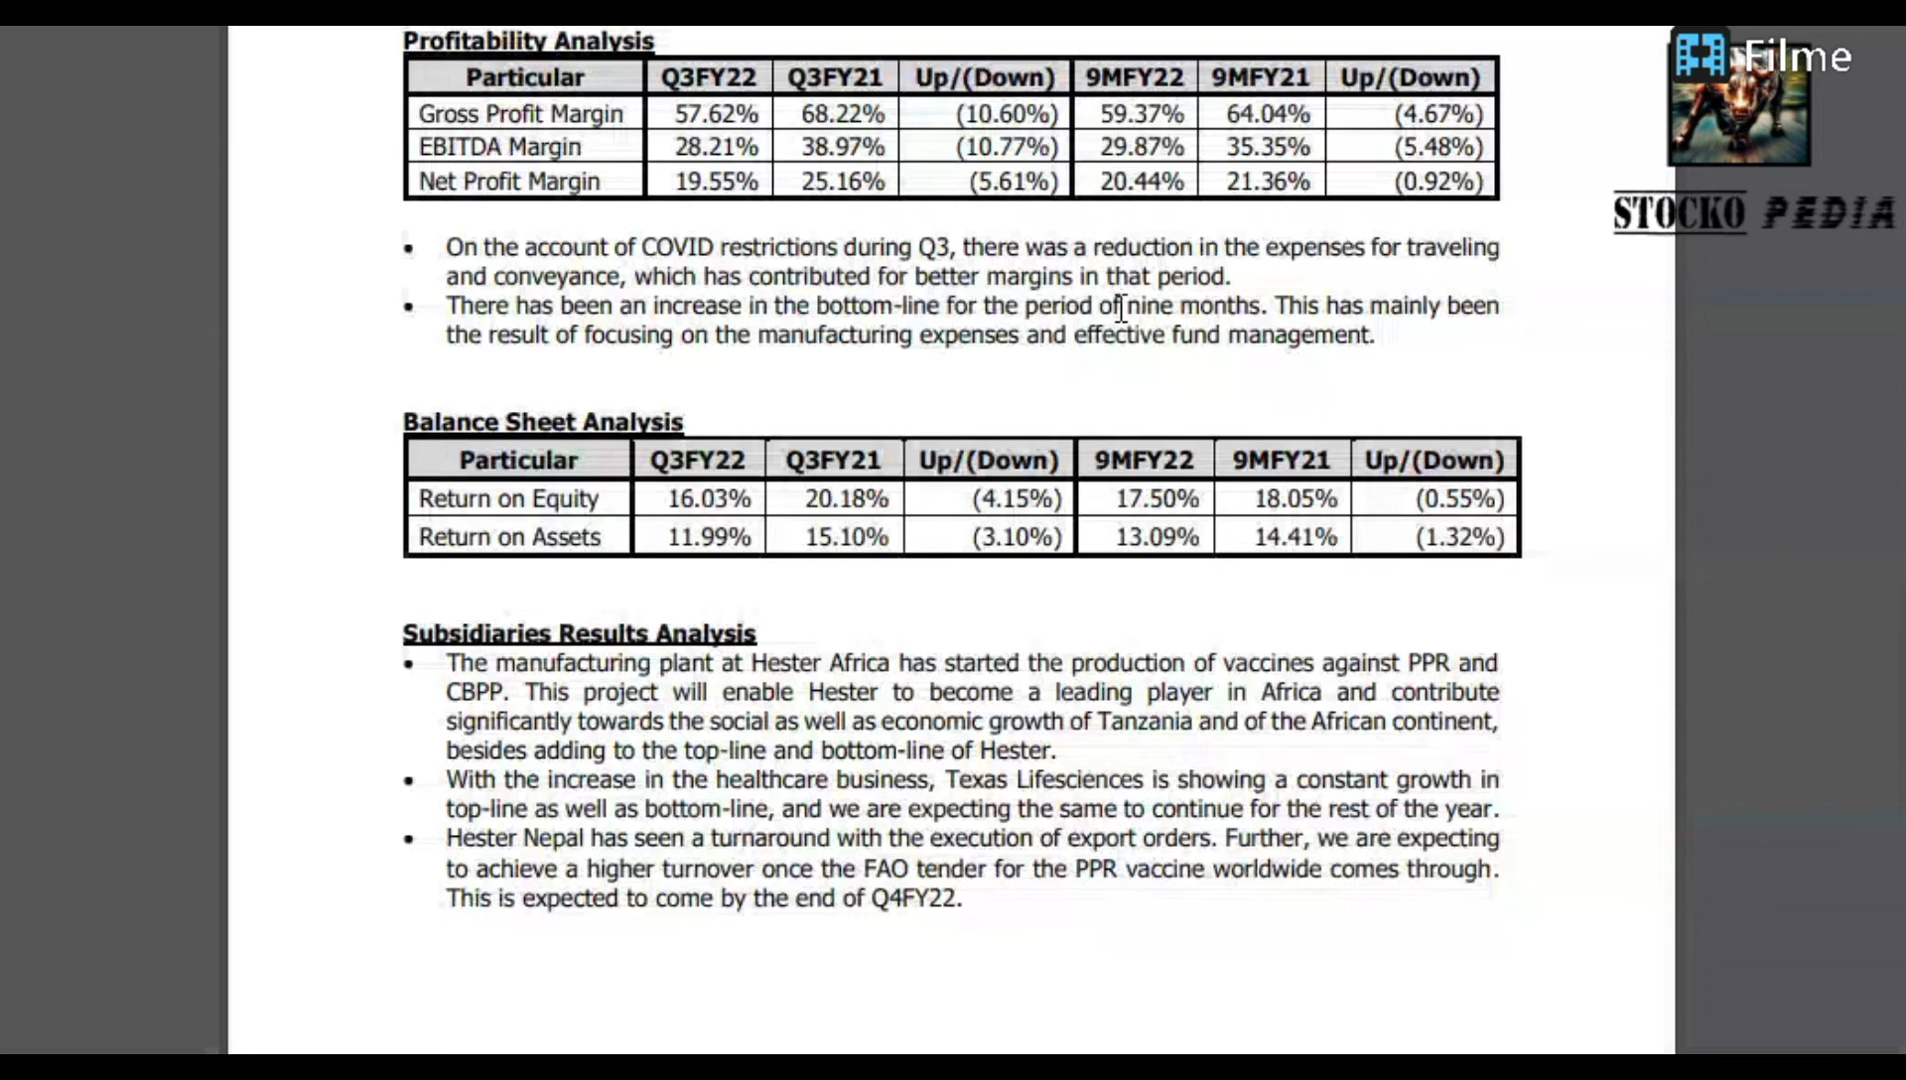 Profitability Analysis
Particular Q3FY22 Q3FY21 Up/(Down) 9MFY22 9MFY21 Up/(Down)
Gross Profit Margin 57.62% 68.22% (10.60%) 59.37% 64.04% (4.67%)
EBITDA Margin 28.21% 38.97% (10.77%) 29.87% 35.35% (5.48%)
Net Profit Margin 19.55% 25.16% (5.61%) 20.44% 21.36% (0.92%)
Filme
STOCKO PEDIA
• On the account of COVID restrictions during Q3, there was a reduction in the expenses for traveling
and conveyance, which has contributed for better margins in that period.
• There has been an increase in the bottom-line for the period of nine months. This has mainly been
the result of focusing on the manufacturing expenses and effective fund management.
Balance Sheet Analysis
Particular Q3FY22 Q3FY21 Up/(Down) 9MFY22 9MFY21 Up/(Down)
Return on Equity 16.03% 20.18% (4.15%) 17.50% 18.05% (0.55%)
Return on Assets 11.99% 15.10% (3.10%) 13.09% 14.41% (1.32%)
Subsidiaries Results Analysis
• The manufacturing plant at Hester Africa has started the production of vaccines against PPR and
CBPP. This project will enable Hester to become a leading player in Africa and contribute
significantly towards the social as well as economic growth of Tanzania and of the African continent,
besides adding to the top-line and bottom-line of Hester.
• With the increase in the healthcare business, Texas Lifesciences is showing a constant growth in
top-line as well as bottom-line, and we are expecting the same to continue for the rest of the year.
• Hester Nepal has seen a turnaround with the execution of export orders. Further, we are expecting
to achieve a higher turnover once the FAO tender for the PPR vaccine worldwide comes through.
This is expected to come by the end of Q4FY22.